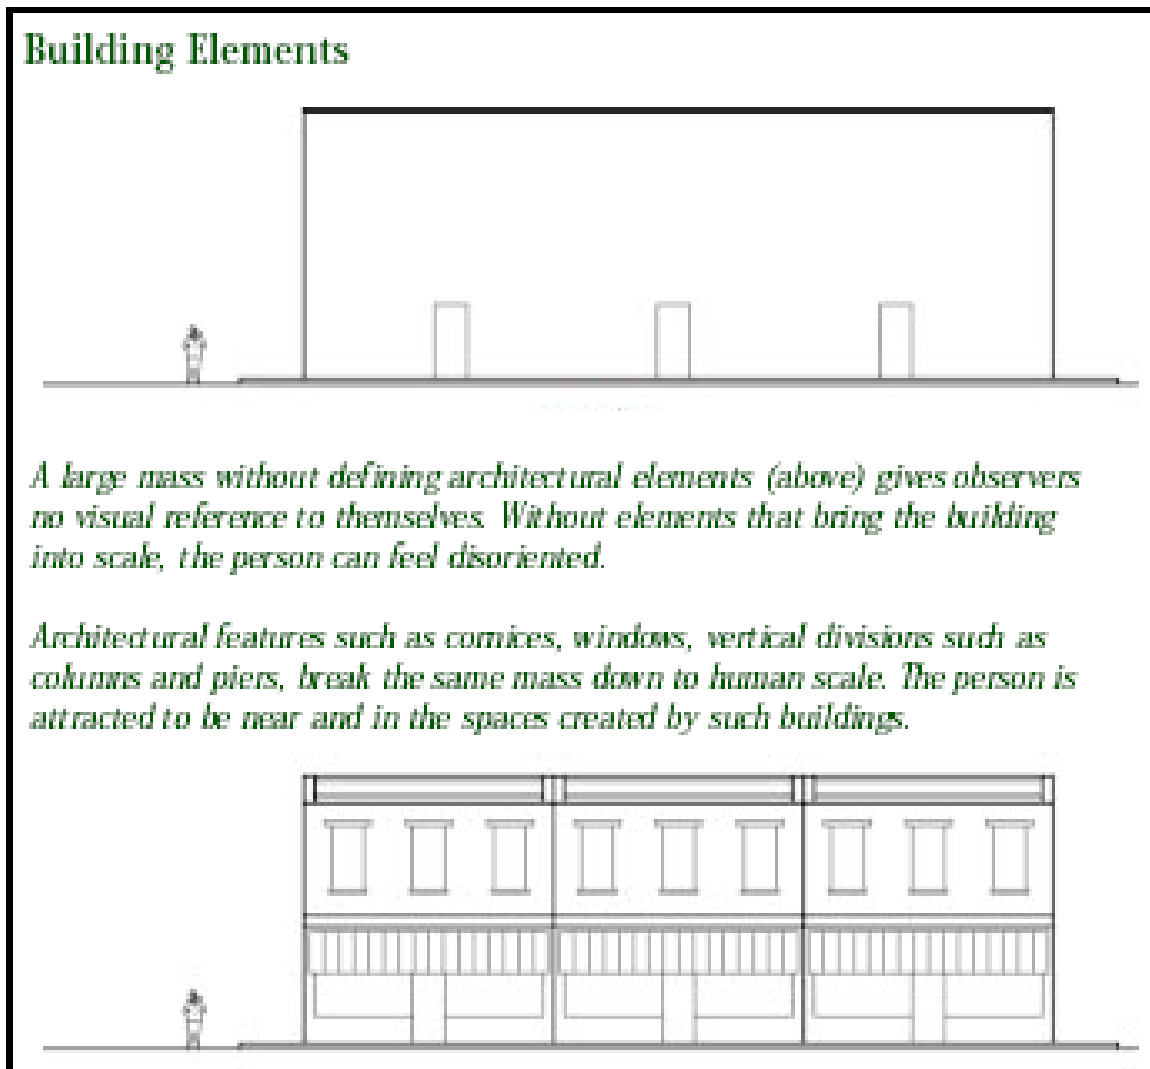 Building Elements
A large mass without defining architectural elements (above) gives observers
no visual reference to themselves. Without elements that bring the building
into scale, the person can feel disoriented.
Architectural features such as cornices, windows, vertical divisions such as
columns and piers, break the same mass down to human scale. The person is
attracted to be near and in the spaces created by such buildings.